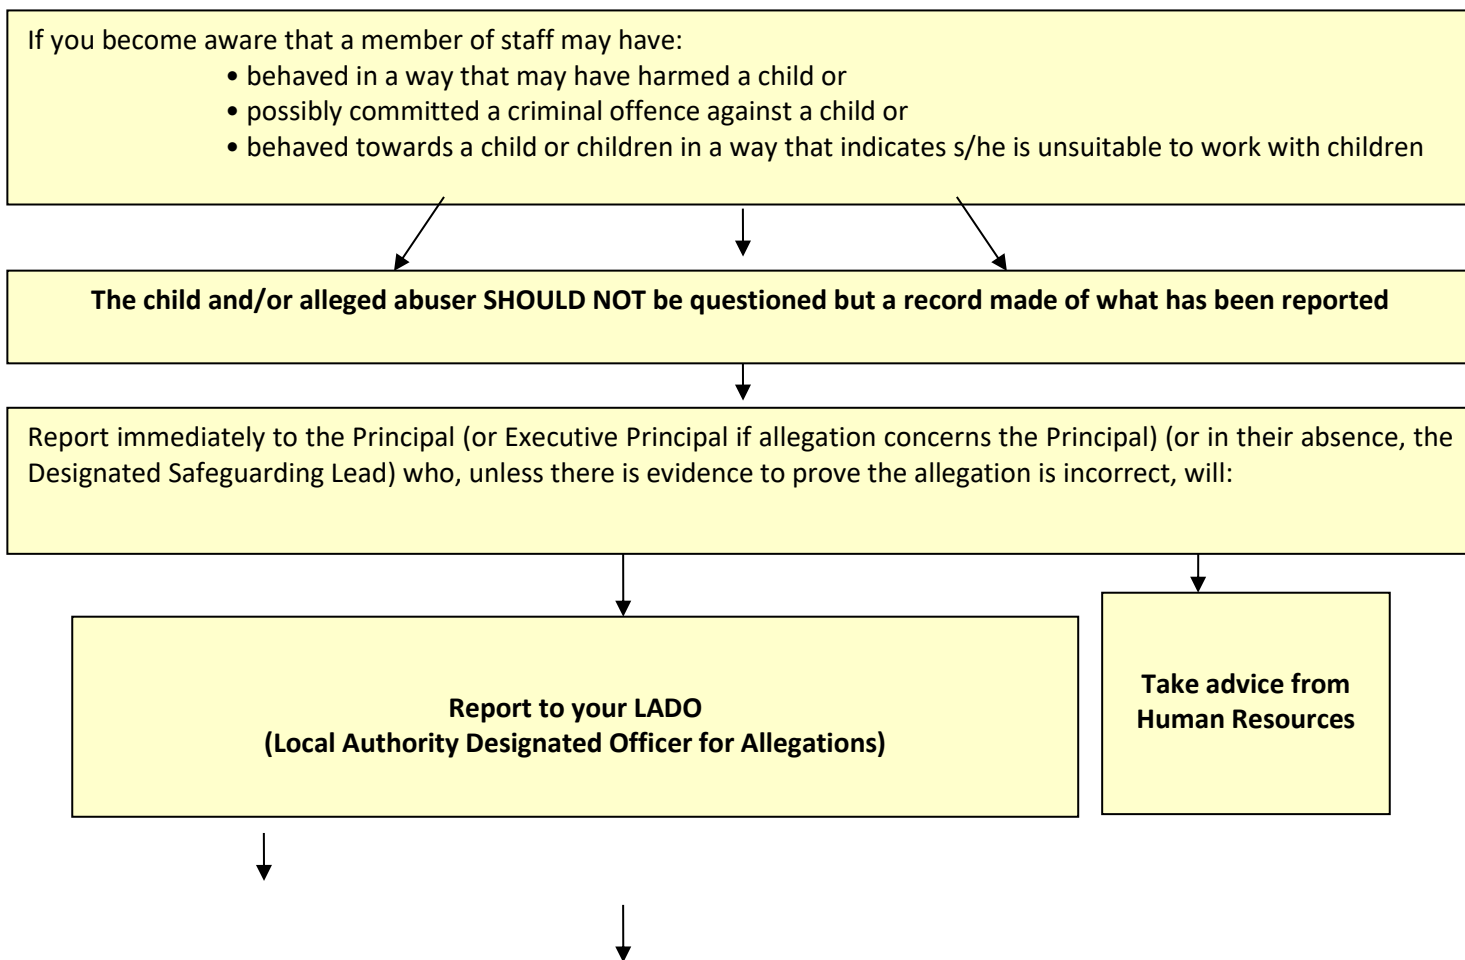 If you become aware that a member of staff may have:
• behaved in a way that may have harmed a child or
• possibly committed a criminal offence against a child or
• behaved towards a child or children in a way that indicates s/he is unsuitable to work with children
The child and/or alleged abuser SHOULD NOT be questioned but a record made of what has been reported
Report immediately to the Principal (or Executive Principal if allegation concerns the Principal) (or in their absence, the
Designated Safeguarding Lead) who, unless there is evidence to prove the allegation is incorrect, will:
Report to your LADO
(Local Authority Designated Officer for Allegations)
Take advice from
Human Resources